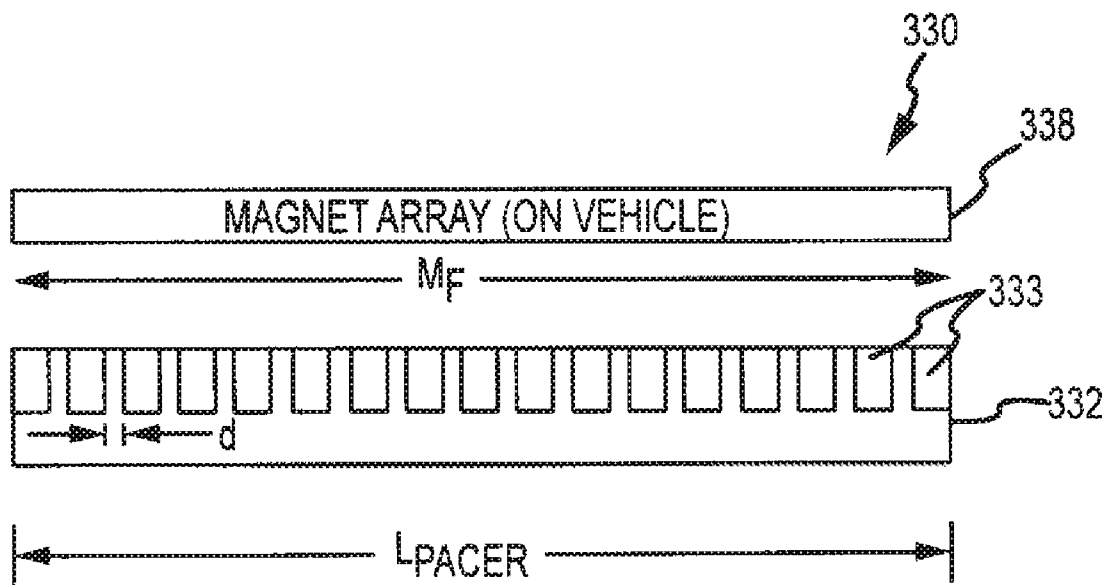 330
338
MAGNET ARRAY (ON VEHICLE)
MF
333
332
d
LPACER